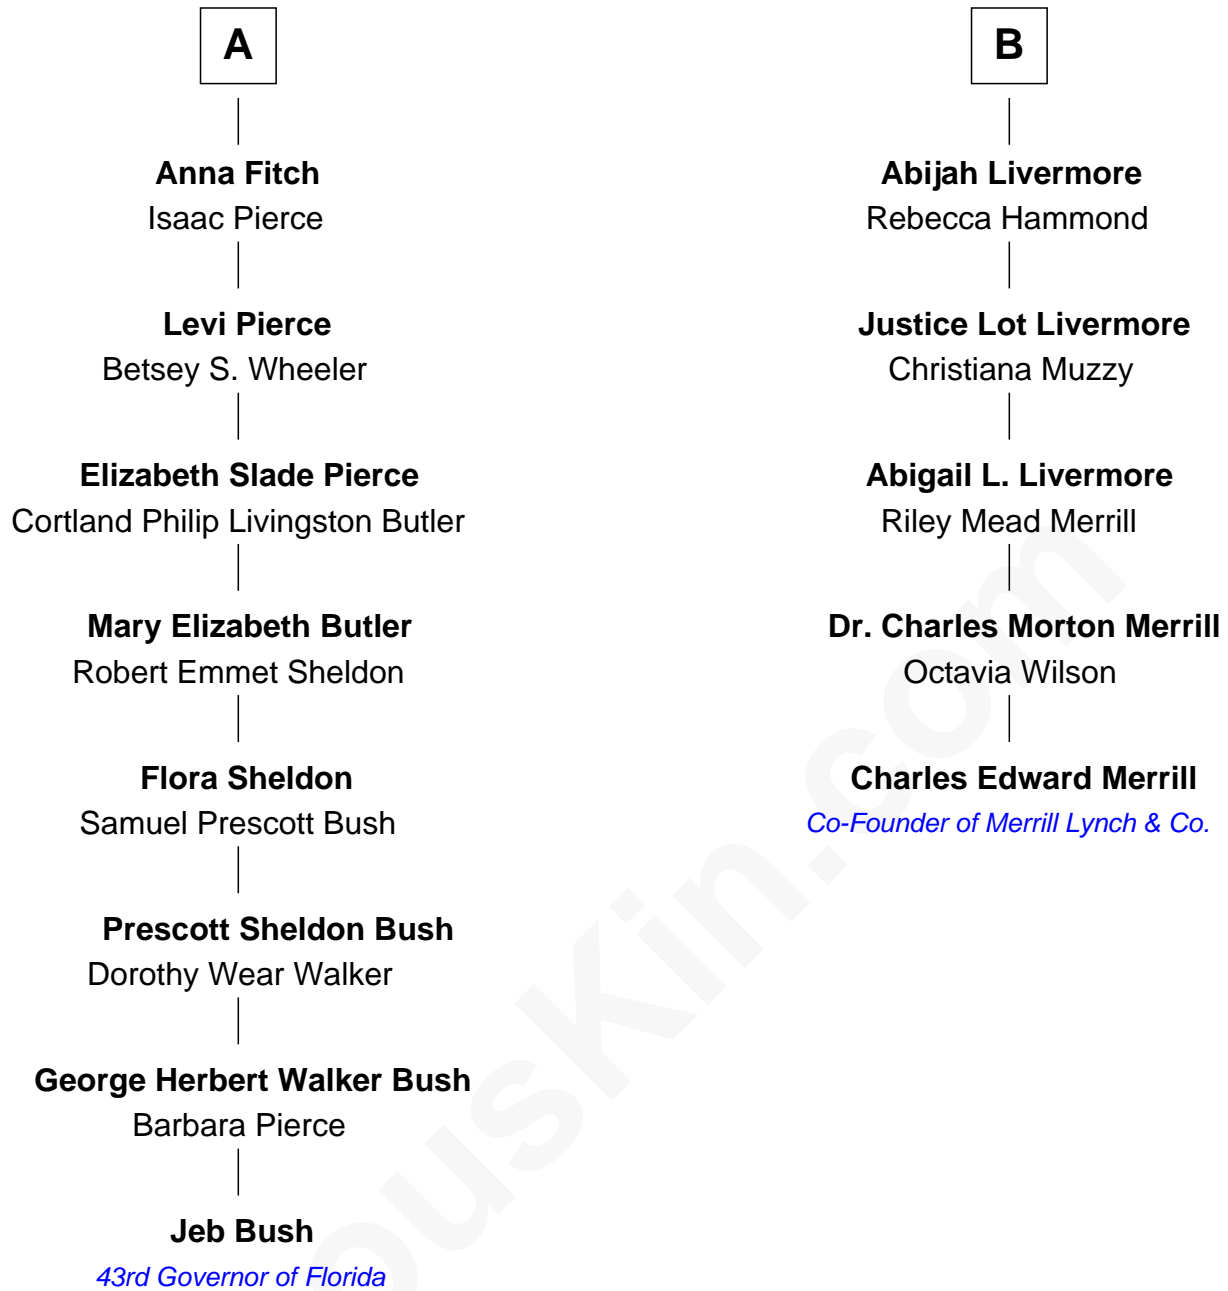 A
Anna Fitch
Isaac Pierce
Levi Pierce
Betsey S. Wheeler
Elizabeth Slade Pierce
Cortland Philip Livingston Butler
Mary Elizabeth Butler
Robert Emmet Sheldon
Flora Sheldon
Samuel Prescott Bush
Prescott Sheldon Bush
Dorothy Wear Walker
George Herbert Walker Bush
Barbara Pierce
Jeb Bush
43rd Governor of Florida
B
Abijah Livermore
Rebecca Hammond
Justice Lot Livermore
Christiana Muzzy
Abigail L. Livermore
Riley Mead Merrill
Dr. Charles Morton Merrill
Octavia Wilson
Charles Edward Merrill
Co-Founder of Merrill Lynch & Co.
ousKin.com